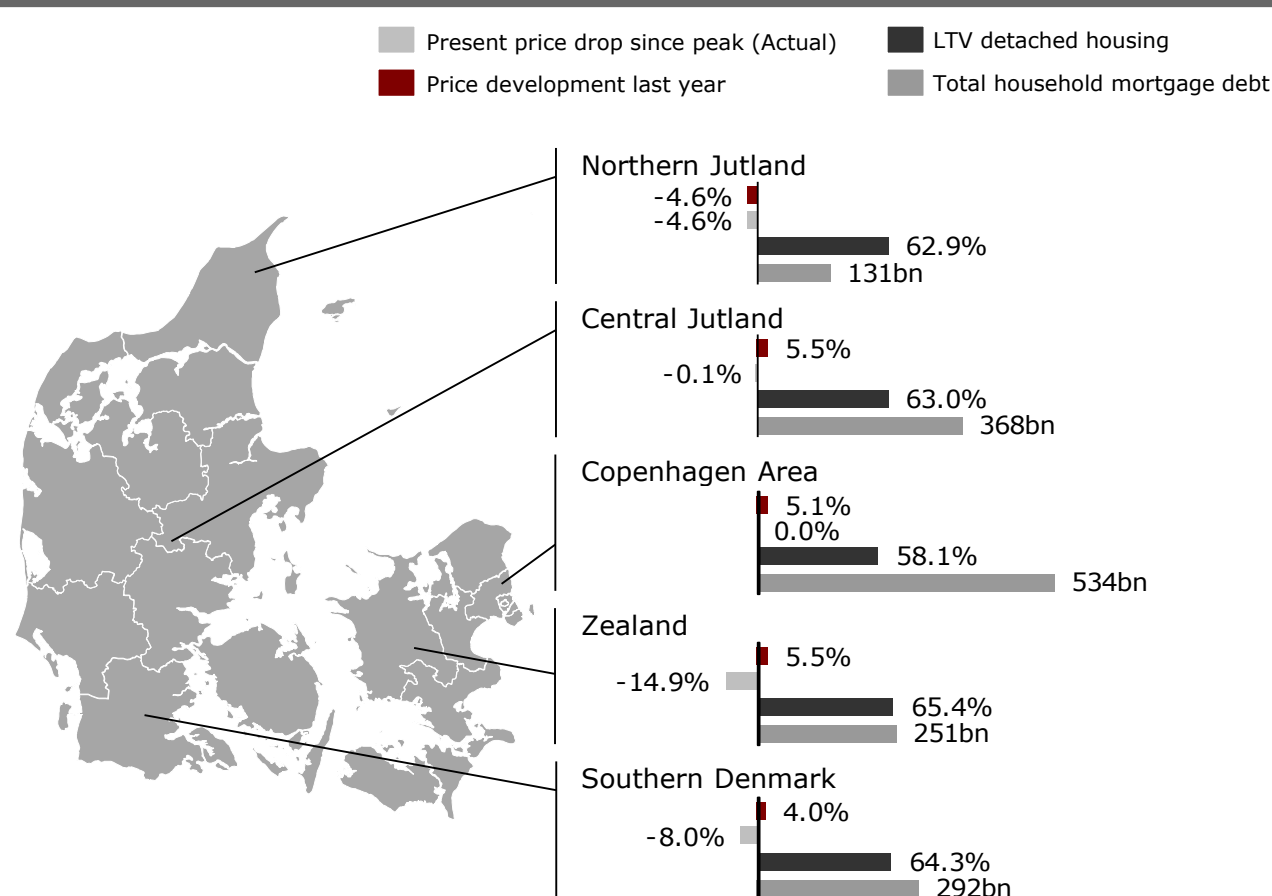 Present price drop since peak (Actual)
LTV detached housing
Price development last year
Total household mortgage debt
Northern Jutland
-4.6%
-4.6%
62.9%
131bn
Central Jutland
5.5%
-0.1%
63.0%
368bn
Copenhagen Area
5.1%
0.0%
58.1%
534bn
Zealand
5.5%
-14.9%
65.4%
251bn
Southern Denmark
4.0%
-8.0%
64.3%
292bn